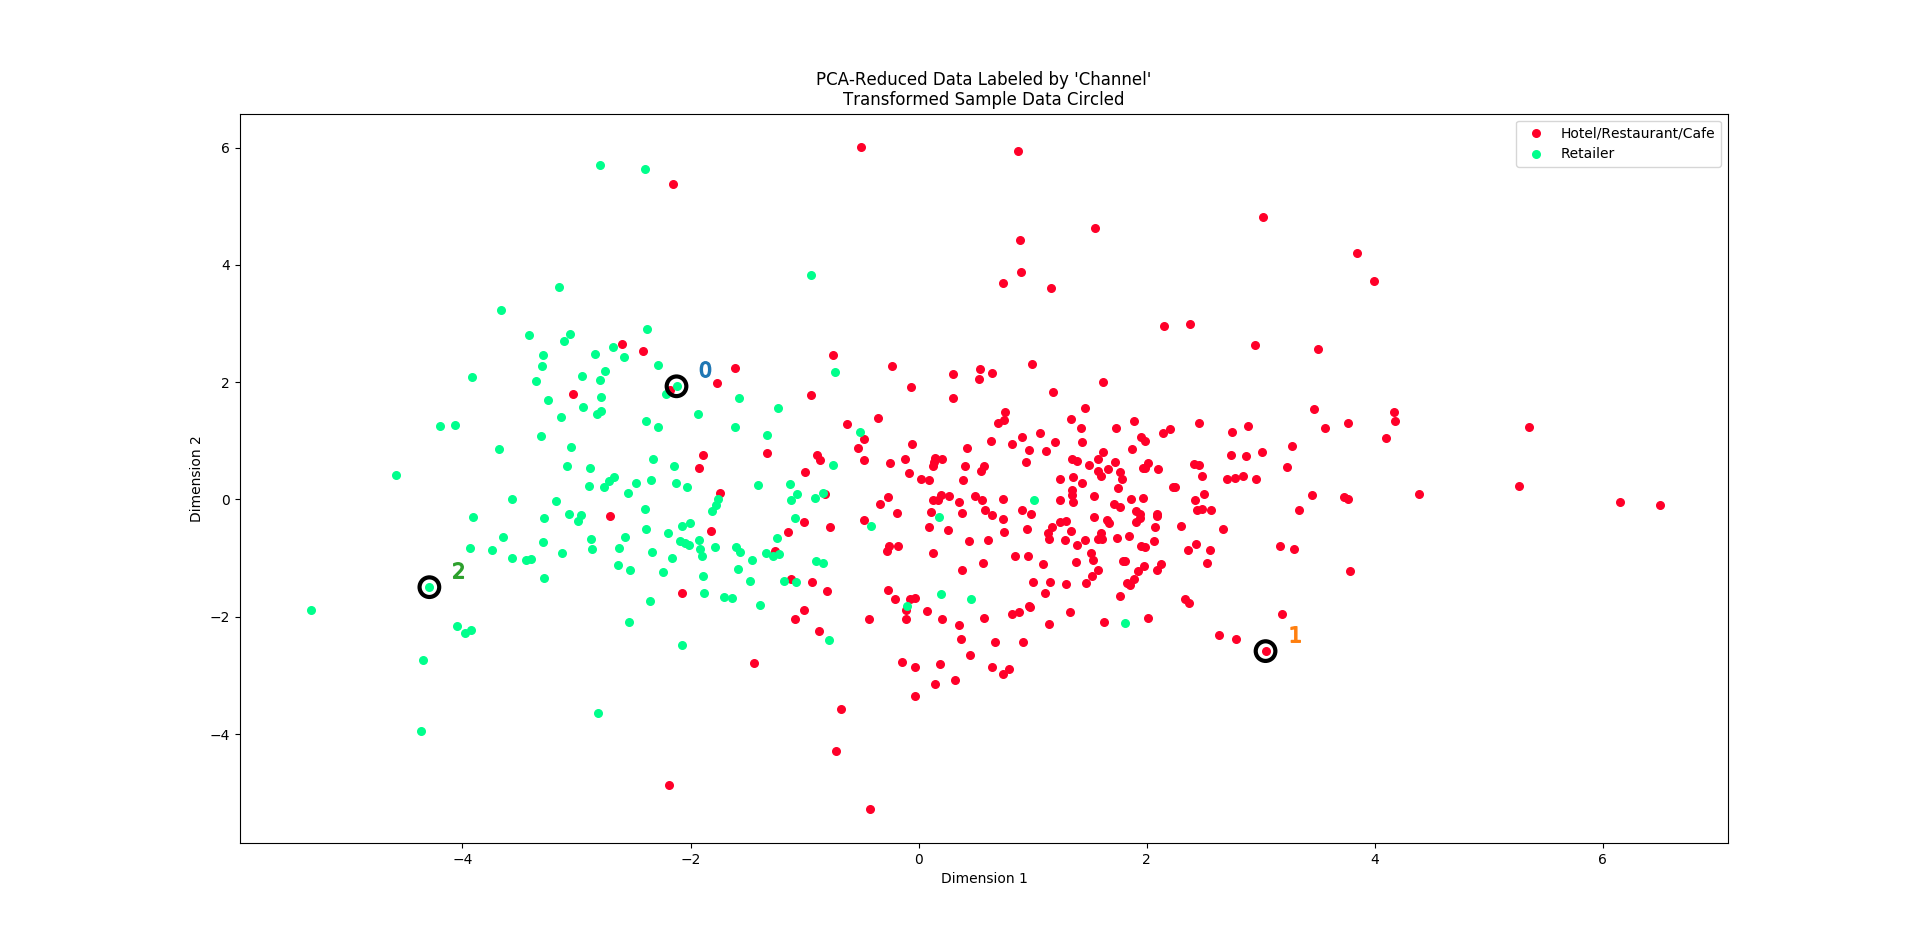 PCA-Reduced Data Labeled by 'Channel'
Transformed Sample Data Circled
Hotel/Restaurant/Cafe
Retailer
6
4
2
0
−2
−4
Dimension 2
0
2
1
−4
−2
0
2
4
6
Dimension 1